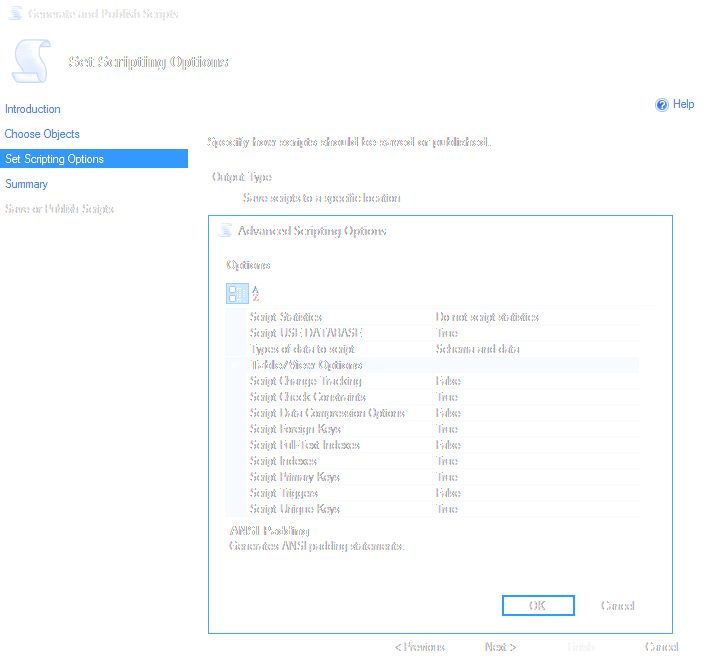 Generate and Publish Scripts
Set Scripting Options
Help
Introduction
Choose Objects
Set Scripting Options
Summary
Save or Publish Scripts
Specify how scripts should be saved or published.
Output Type
Save scripts to a specific location
Advanced Scripting Options
Options
A
Z
Script Statistics Do not script statistics
Script USE DATABASE True
Types of data to script Schema and data
Table/View Options
Script Change Tracking False
Script Check Constraints True
Script Data Compression Options False
Script Foreign Keys True
Script Full-Text Indexes False
Script Indexes True
Script Primary Keys True
Script Triggers False
Script Unique Keys True
ANSI Padding
Generates ANSI padding statements.
OK Cancel
< Previous Next > Finish Cancel